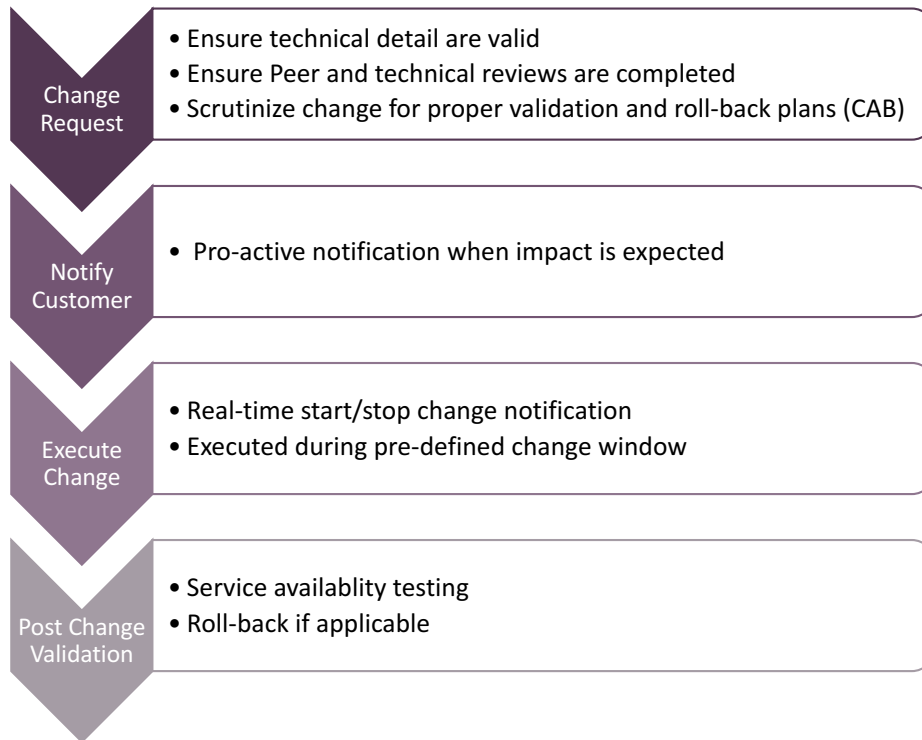 Change
Request
• Ensure technical detail are valid
• Ensure Peer and technical reviews are completed
• Scrutinize change for proper validation and roll-back plans (CAB)
Notify
Customer
• Pro-active notification when impact is expected
Execute
Change
• Real-time start/stop change notification
• Executed during pre-defined change window
Post Change
Validation
• Service availablity testing
• Roll-back if applicable